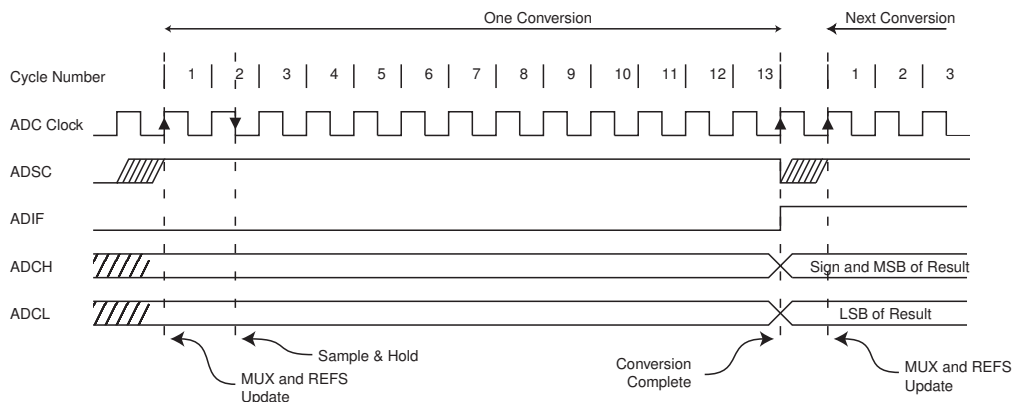 One Conversion
Next Conversion
Cycle Number 1 2 3 4 5 6 7 8 9 10 11 12 13 1 2 3
ADC Clock
ADSC
ADIF
ADCH
Sign and MSB of Result
ADCL
LSB of Result
Sample & Hold
MUX and REFS
Update
Conversion
Complete
MUX and REFS
Update